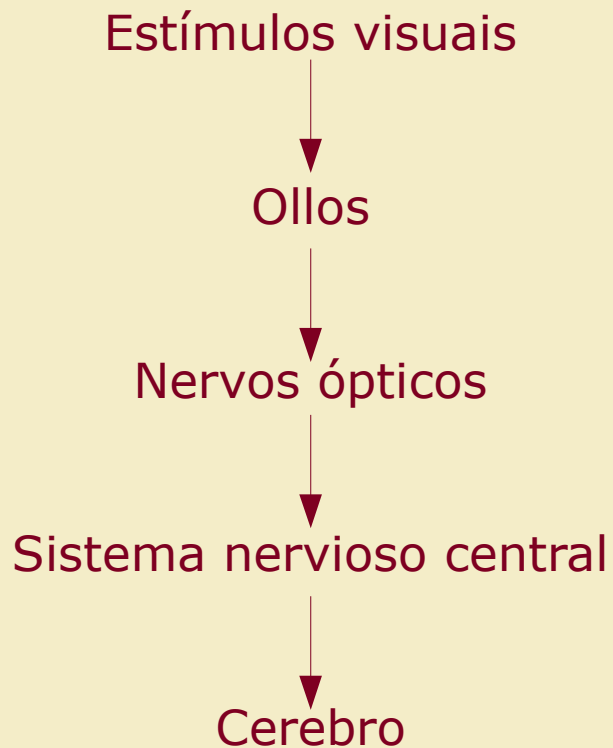 Estímulos visuais
Ollos
Nervos ópticos
Sistema nervioso central
Cerebro